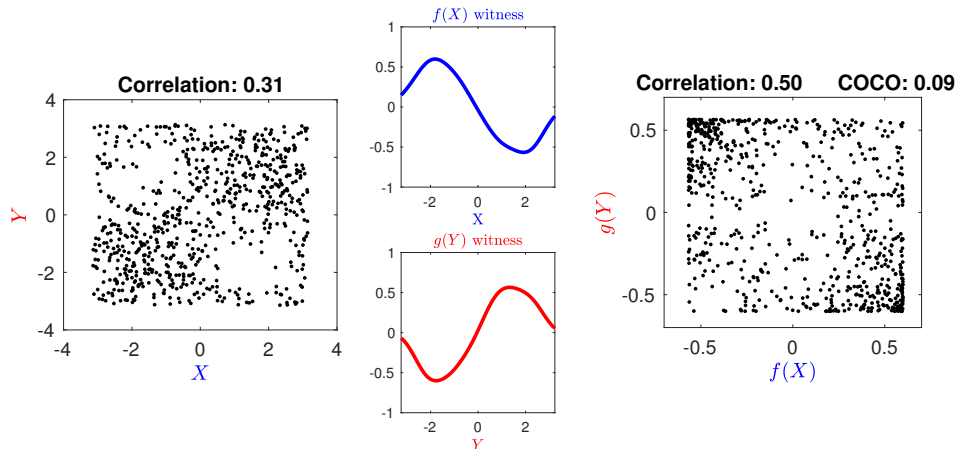 Correlation: 0.31
4
2
0
-2
-4
-4 -2 0 2 4
Y
X
f(X) witness
1
0.5
0
-0.5
-1
-2 0 2
X
g(Y) witness
1
0.5
0
-0.5
-1
-2 0 2
Y
Correlation: 0.50 COCO: 0.09
0.5
0
-0.5
-0.5 0 0.5
g(Y)
f(X)